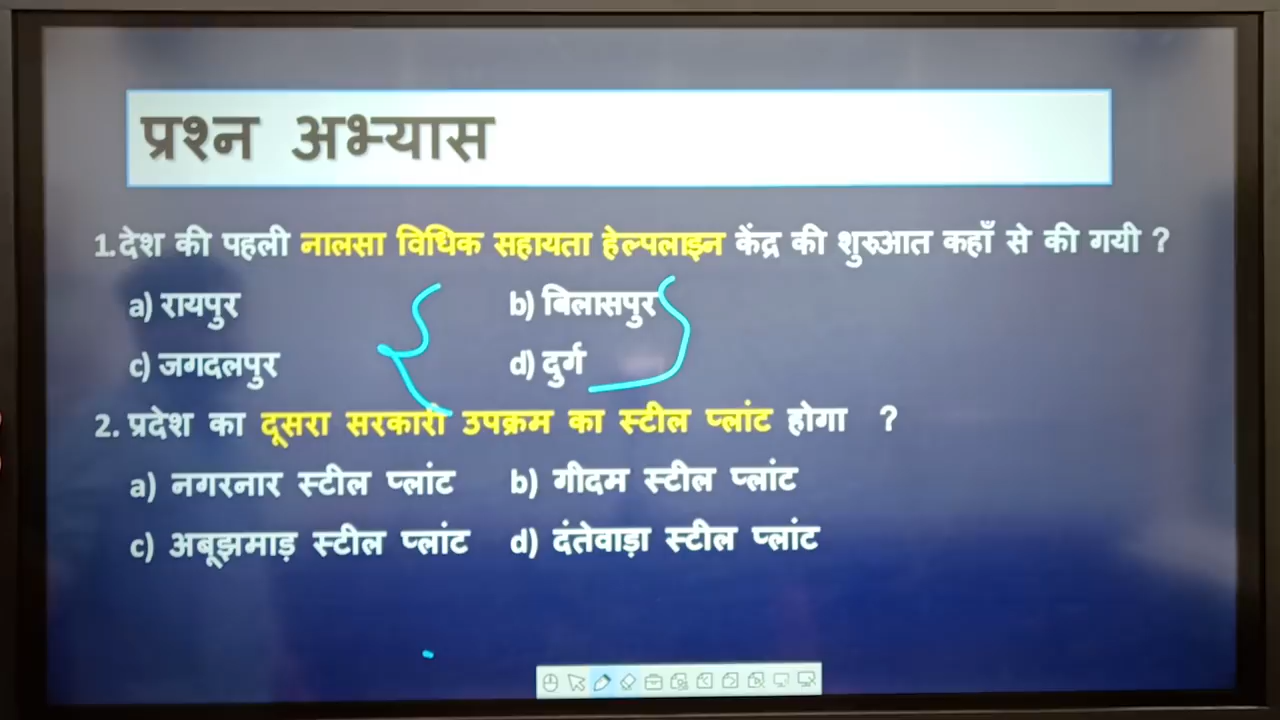 प्रश्न अभ्यास
1.देश की पहली नालसा विधिक सहायता हेल्पलाइन केंद्र की शुरुआत कहाँ से की गयी ?
a) रायपुर b) बिलासपुर
c) जगदलपुर d) दुर्ग
2. प्रदेश का दूसरा सरकारी उपक्रम का स्टील प्लांट होगा ?
a) नगरनार स्टील प्लांट b) गीदम स्टील प्लांट
c) अबूझमाड़ स्टील प्लांट d) दंतेवाड़ा स्टील प्लांट